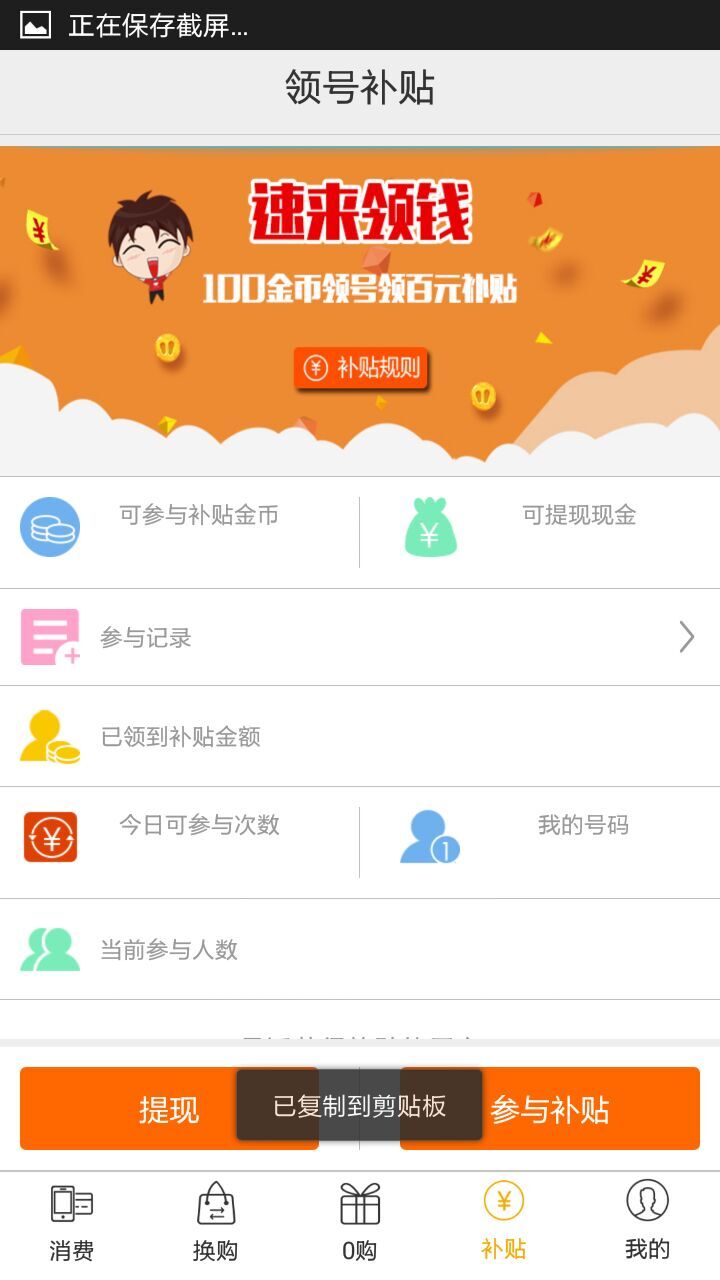 正在保存截屏...
领号补贴
速来领钱
100金币领号领百元补贴
¥ 补贴规则
可参与补贴金币
可提现现金
参与记录
已领到补贴金额
今日可参与次数
我的号码
当前参与人数
提现
已复制到剪贴板
参与补贴
消费
换购
0购
补贴
我的